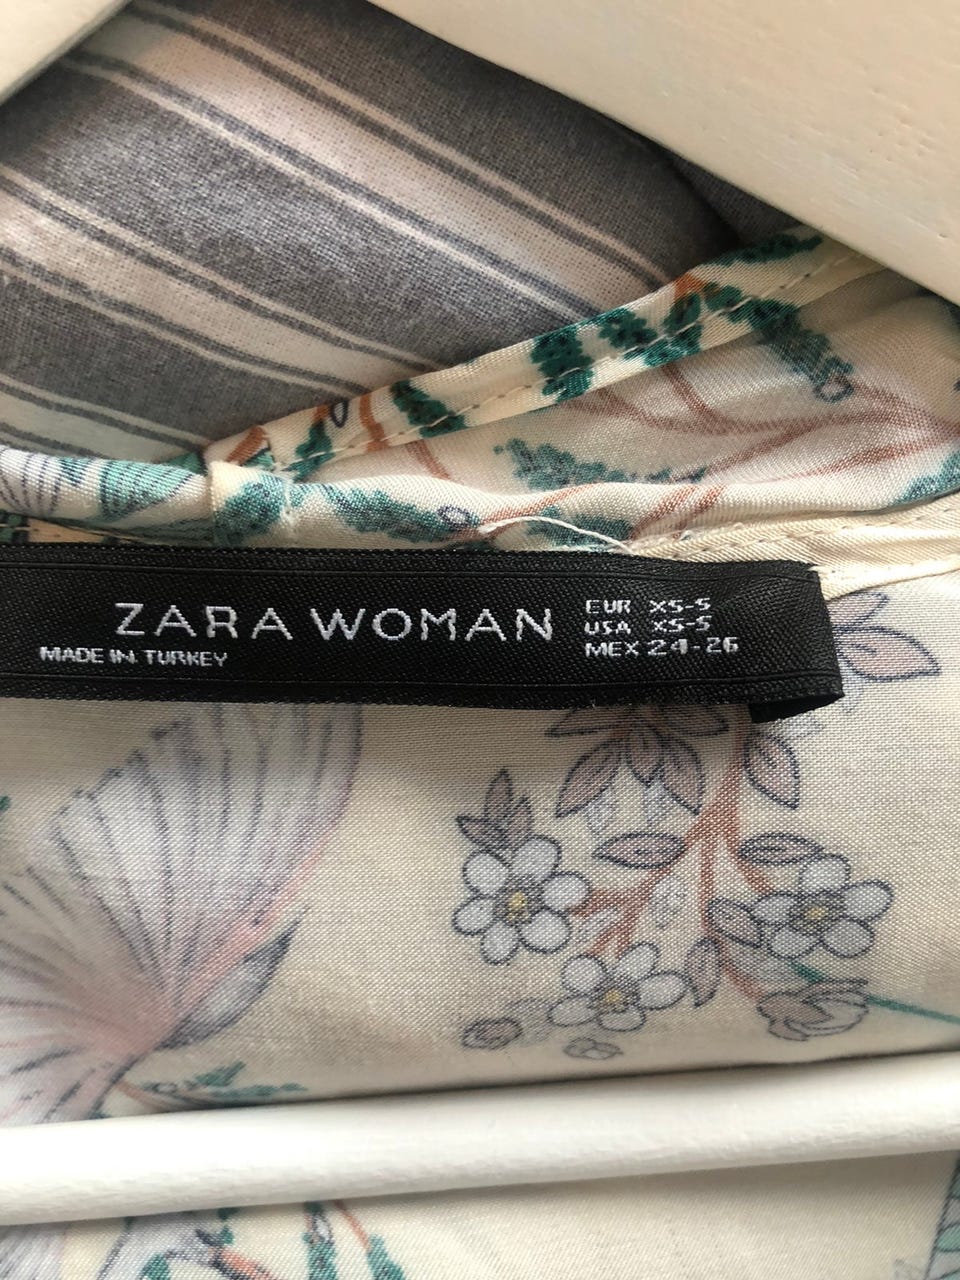 ZARA WOMAN
MADE IN TURKEY
EUR XS-S
USA XS-S
MEX 24-26